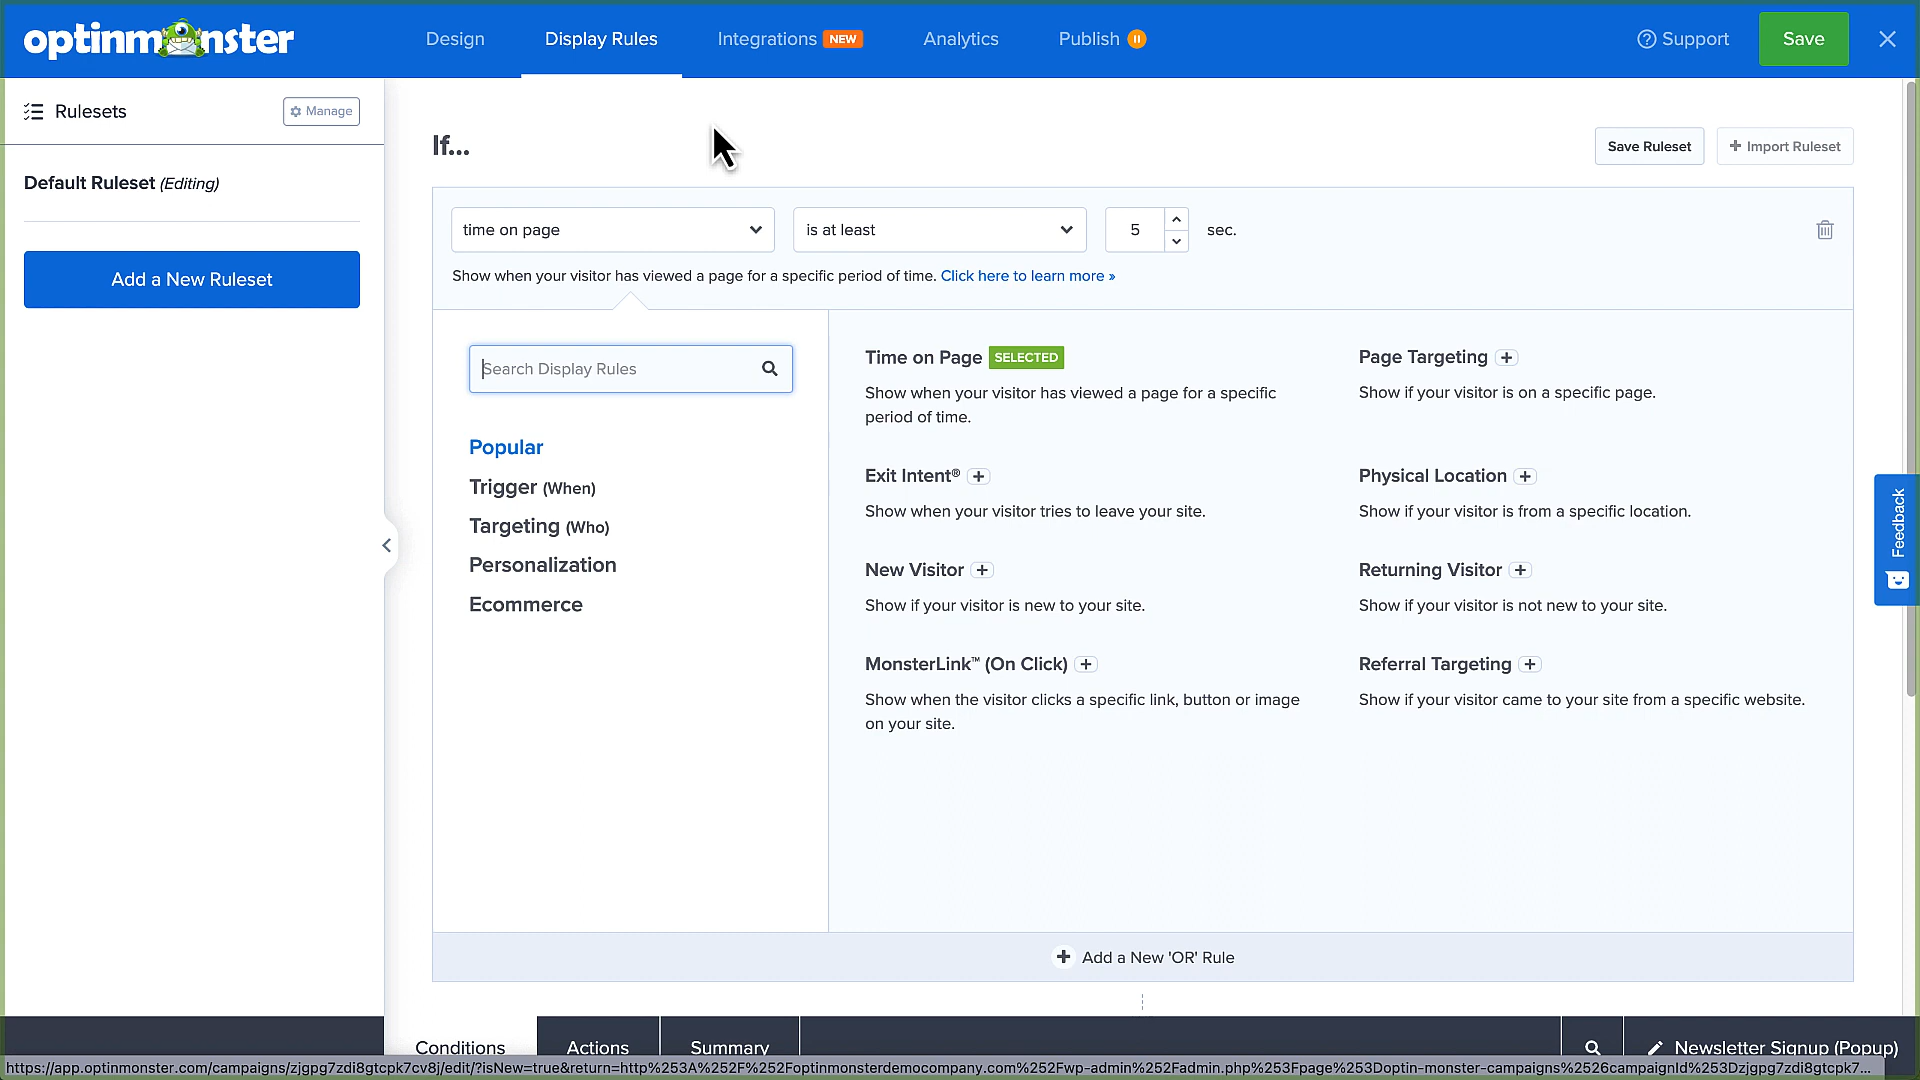 optinmonster
Design
Display Rules
Integrations NEW
Analytics
Publish
Support
Save
Rulesets
Manage
Default Ruleset (Editing)
Add a New Ruleset
If...
Save Ruleset
Import Ruleset
time on page
is at least
5
sec.
Show when your visitor has viewed a page for a specific period of time. Click here to learn more »
Search Display Rules
Popular
Trigger (When)
Targeting (Who)
Personalization
Ecommerce
Time on Page SELECTED
Show when your visitor has viewed a page for a specific
period of time.
Page Targeting
Show if your visitor is on a specific page.
Exit Intent®
Show when your visitor tries to leave your site.
Physical Location
Show if your visitor is from a specific location.
New Visitor
Show if your visitor is new to your site.
Returning Visitor
Show if your visitor is not new to your site.
MonsterLink™ (On Click)
Show when the visitor clicks a specific link, button or image
on your site.
Referral Targeting
Show if your visitor came to your site from a specific website.
Feedback
Add a New 'OR' Rule
Conditions
Actions
Summary
Newsletter Signup (Popup)
https://app.optinmonster.com/campaigns/zjgpg7zdi8gtcpk7cv8j/edit/?isNew=true&return=http%253A%252F%252Foptinmonsterdemocompany.com%252Fwp-admin%252Fadmin.php%253Fpage%253Doptin-monster-campaigns%2526campaignId%253Dzjgpg7zdi8gtcpk7...